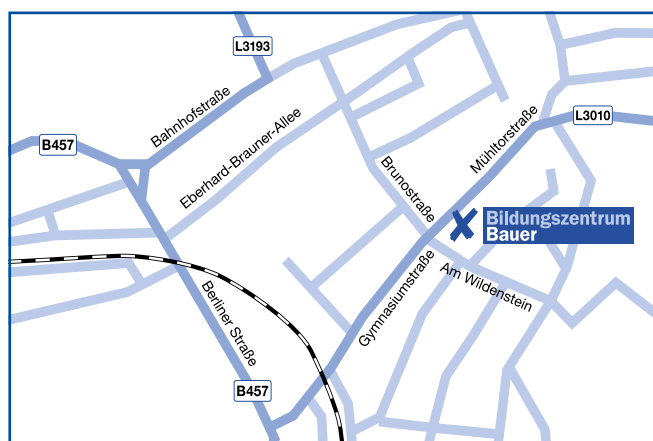 L3193
Bahnhofstraße
L3010
B457
Eberhard-Brauner-Allee
Mühltorstraße
Brunostraße
Bildungszentrum
Bauer
Am Wildenstein
Gymnasiumstraße
Berliner Straße
B457